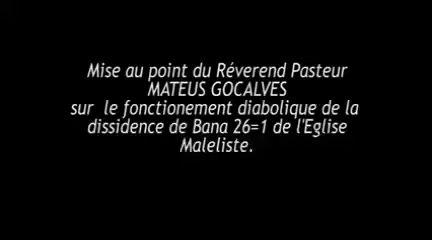 Mise au point du Réverend Pasteur
MATEUS GOCALVES
sur le fonctionement diabolique de la
dissidence de Bana 26=1 de l'Eglise
Maleliste.